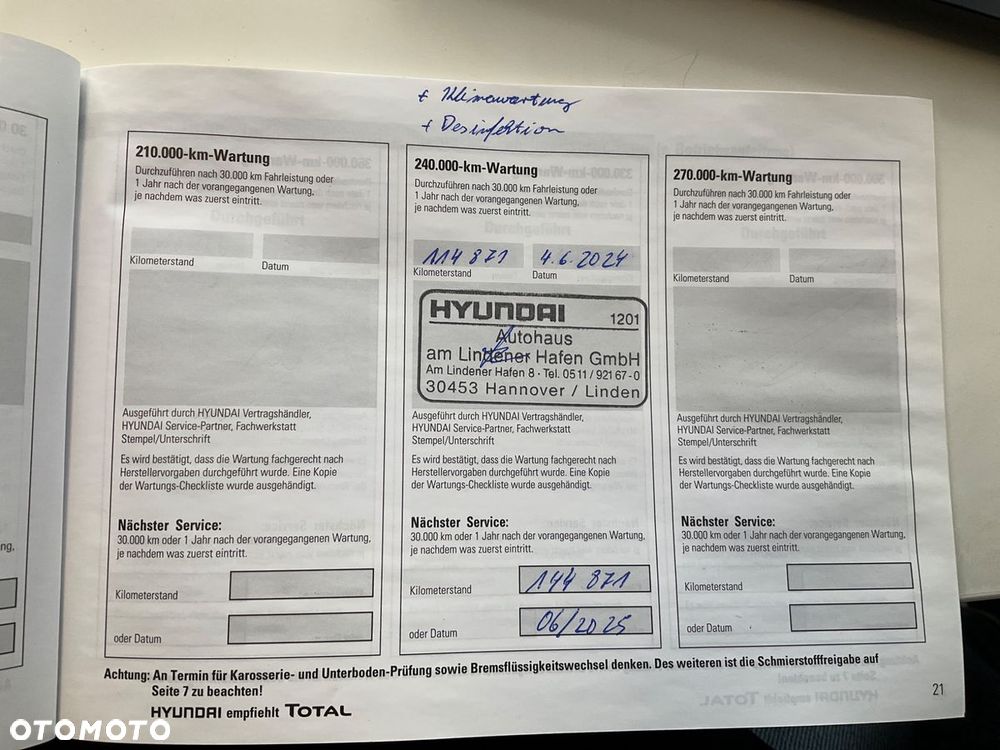 + Klimawartung
+ Desinfektion
210.000-km-Wartung
Durchzuführen nach 30.000 km Fahrleistung oder
1 Jahr nach der vorangegangenen Wartung,
je nachdem was zuerst eintritt.
Kilometerstand
Datum
Ausgeführt durch HYUNDAI Vertragshändler,
HYUNDAI Service-Partner, Fachwerkstatt
Stempel/Unterschrift
Es wird bestätigt, dass die Wartung fachgerecht nach
Herstellervorgaben durchgeführt wurde. Eine Kopie
der Wartungs-Checkliste wurde ausgehändigt.
Nächster Service:
30.000 km oder 1 Jahr nach der vorangegangenen Wartung,
je nachdem was zuerst eintritt.
Kilometerstand
oder Datum
240.000-km-Wartung
Durchzuführen nach 30.000 km Fahrleistung oder
1 Jahr nach der vorangegangenen Wartung,
je nachdem was zuerst eintritt.
114 871 4.6.2024
Kilometerstand
Datum
HYUNDAI 1201
Autohaus
am Lindener Hafen GmbH
Am Lindener Hafen 8 · Tel. 05 11 / 921 67-0
30453 Hannover / Linden
Ausgeführt durch HYUNDAI Vertragshändler,
HYUNDAI Service-Partner, Fachwerkstatt
Stempel/Unterschrift
Es wird bestätigt, dass die Wartung fachgerecht nach
Herstellervorgaben durchgeführt wurde. Eine Kopie
der Wartungs-Checkliste wurde ausgehändigt.
Nächster Service:
30.000 km oder 1 Jahr nach der vorangegangenen Wartung,
je nachdem was zuerst eintritt.
Kilometerstand 144 871
oder Datum 06/2025
270.000-km-Wartung
Durchzuführen nach 30.000 km Fahrleistung oder
1 Jahr nach der vorangegangenen Wartung,
je nachdem was zuerst eintritt.
Kilometerstand
Datum
Ausgeführt durch HYUNDAI Vertragshändler,
HYUNDAI Service-Partner, Fachwerkstatt
Stempel/Unterschrift
Es wird bestätigt, dass die Wartung fachgerecht nach
Herstellervorgaben durchgeführt wurde. Eine Kopie
der Wartungs-Checkliste wurde ausgehändigt.
Nächster Service:
30.000 km oder 1 Jahr nach der vorangegangenen Wartung,
je nachdem was zuerst eintritt.
Kilometerstand
oder Datum
Achtung: An Termin für Karosserie- und Unterboden-Prüfung sowie Bremsflüssigkeitswechsel denken. Des weiteren ist die Schmierstofffreigabe auf
Seite 7 zu beachten!
HYUNDAI empfiehlt TOTAL
21
OTOMOTO